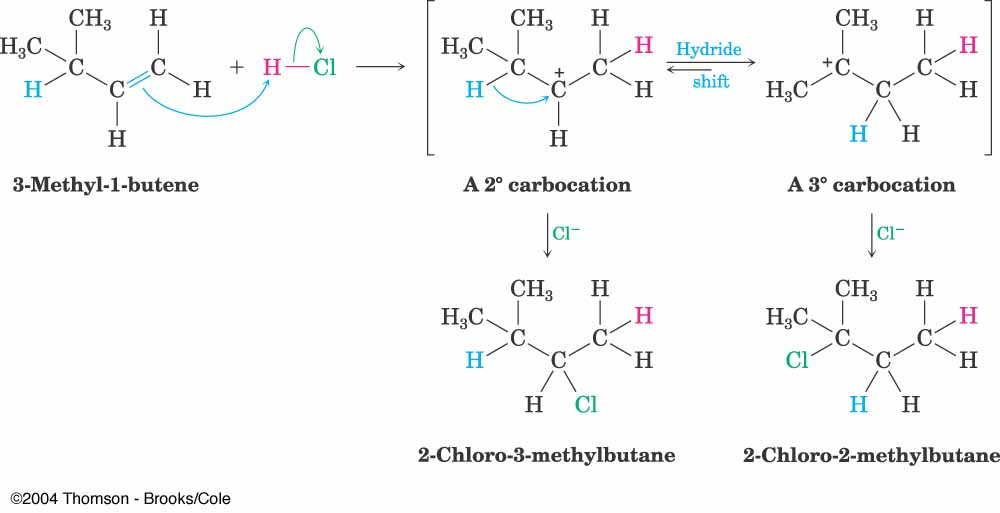 CH₃ H CH₃ H CH₃ H
H₃C H₃C H Hydride H
C C + H—Cl C + C + C C
H C H H C H shift H₃C C H
H H H H
3-Methyl-1-butene A 2° carbocation A 3° carbocation
Cl⁻ Cl⁻
CH₃ H CH₃ H
H₃C H H₃C H
C C C C
H C H Cl C H
H Cl H H
2-Chloro-3-methylbutane 2-Chloro-2-methylbutane
©2004 Thomson - Brooks/Cole